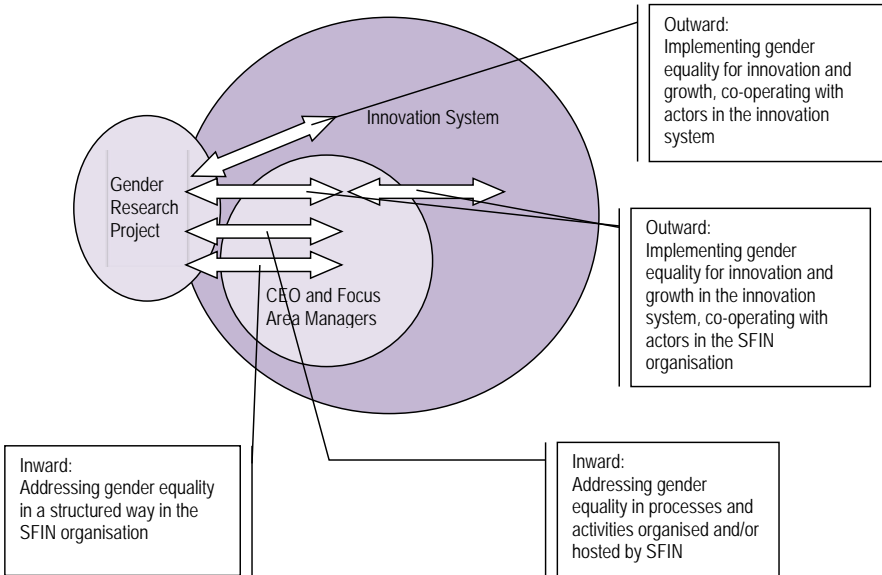 Outward:
Implementing gender
equality for innovation and
growth, co-operating with
actors in the innovation
system
Innovation System
Gender
Research
Project
Outward:
Implementing gender
equality for innovation and
growth in the innovation
system, co-operating with
actors in the SFIN
organisation
CEO and Focus
Area Managers
Inward:
Addressing gender equality
in a structured way in the
SFIN organisation
Inward:
Addressing gender
equality in processes and
activities organised and/or
hosted by SFIN